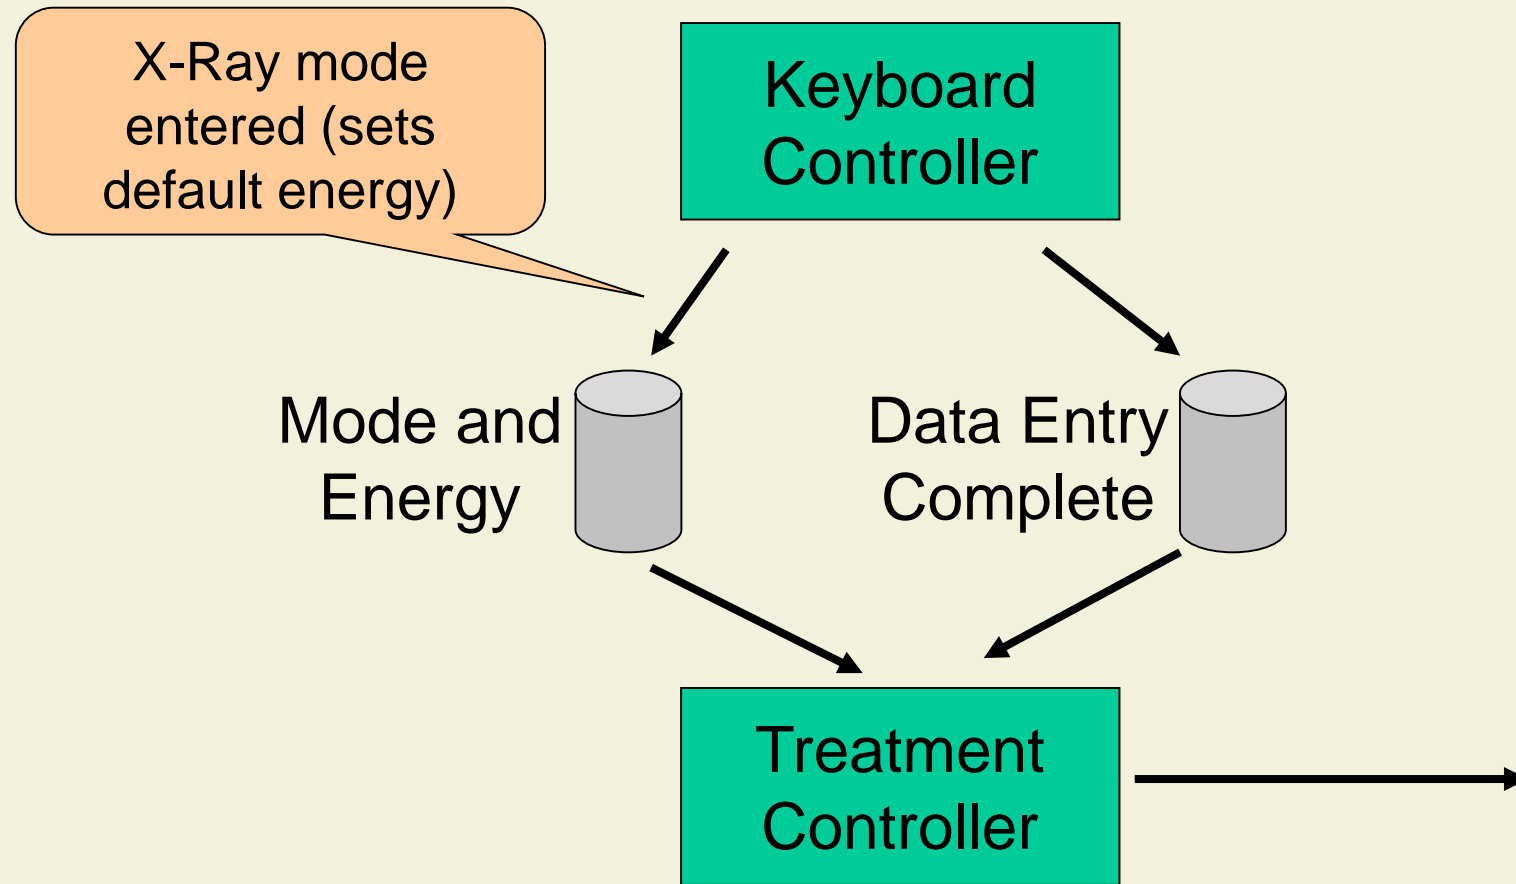 X-Ray mode
entered (sets
default energy)
Keyboard
Controller
Mode and
Energy
Data Entry
Complete
Treatment
Controller